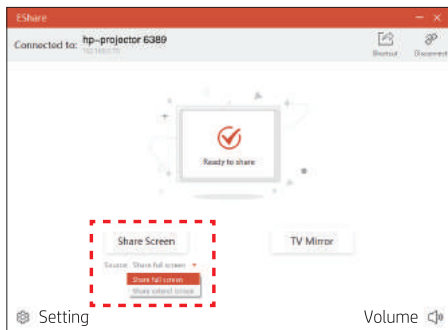 EShare
Connected to: hp-projector 6389
Shortcut Disconnect
Ready to share
Share Screen TV Mirror
Source: Share full screen
Share full screen
Share extend screen
Setting Volume